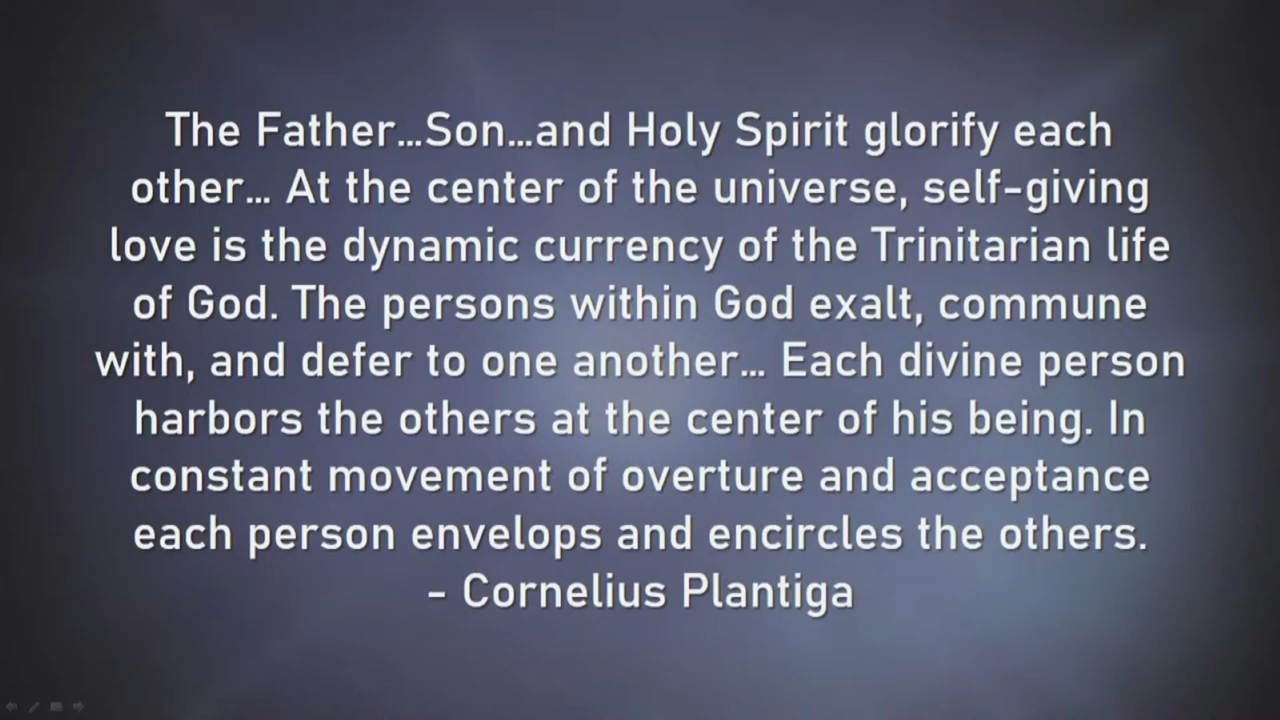 The Father...Son...and Holy Spirit glorify each
other... At the center of the universe, self-giving
love is the dynamic currency of the Trinitarian life
of God. The persons within God exalt, commune
with, and defer to one another... Each divine person
harbors the others at the center of his being. In
constant movement of overture and acceptance
each person envelops and encircles the others.
- Cornelius Plantiga